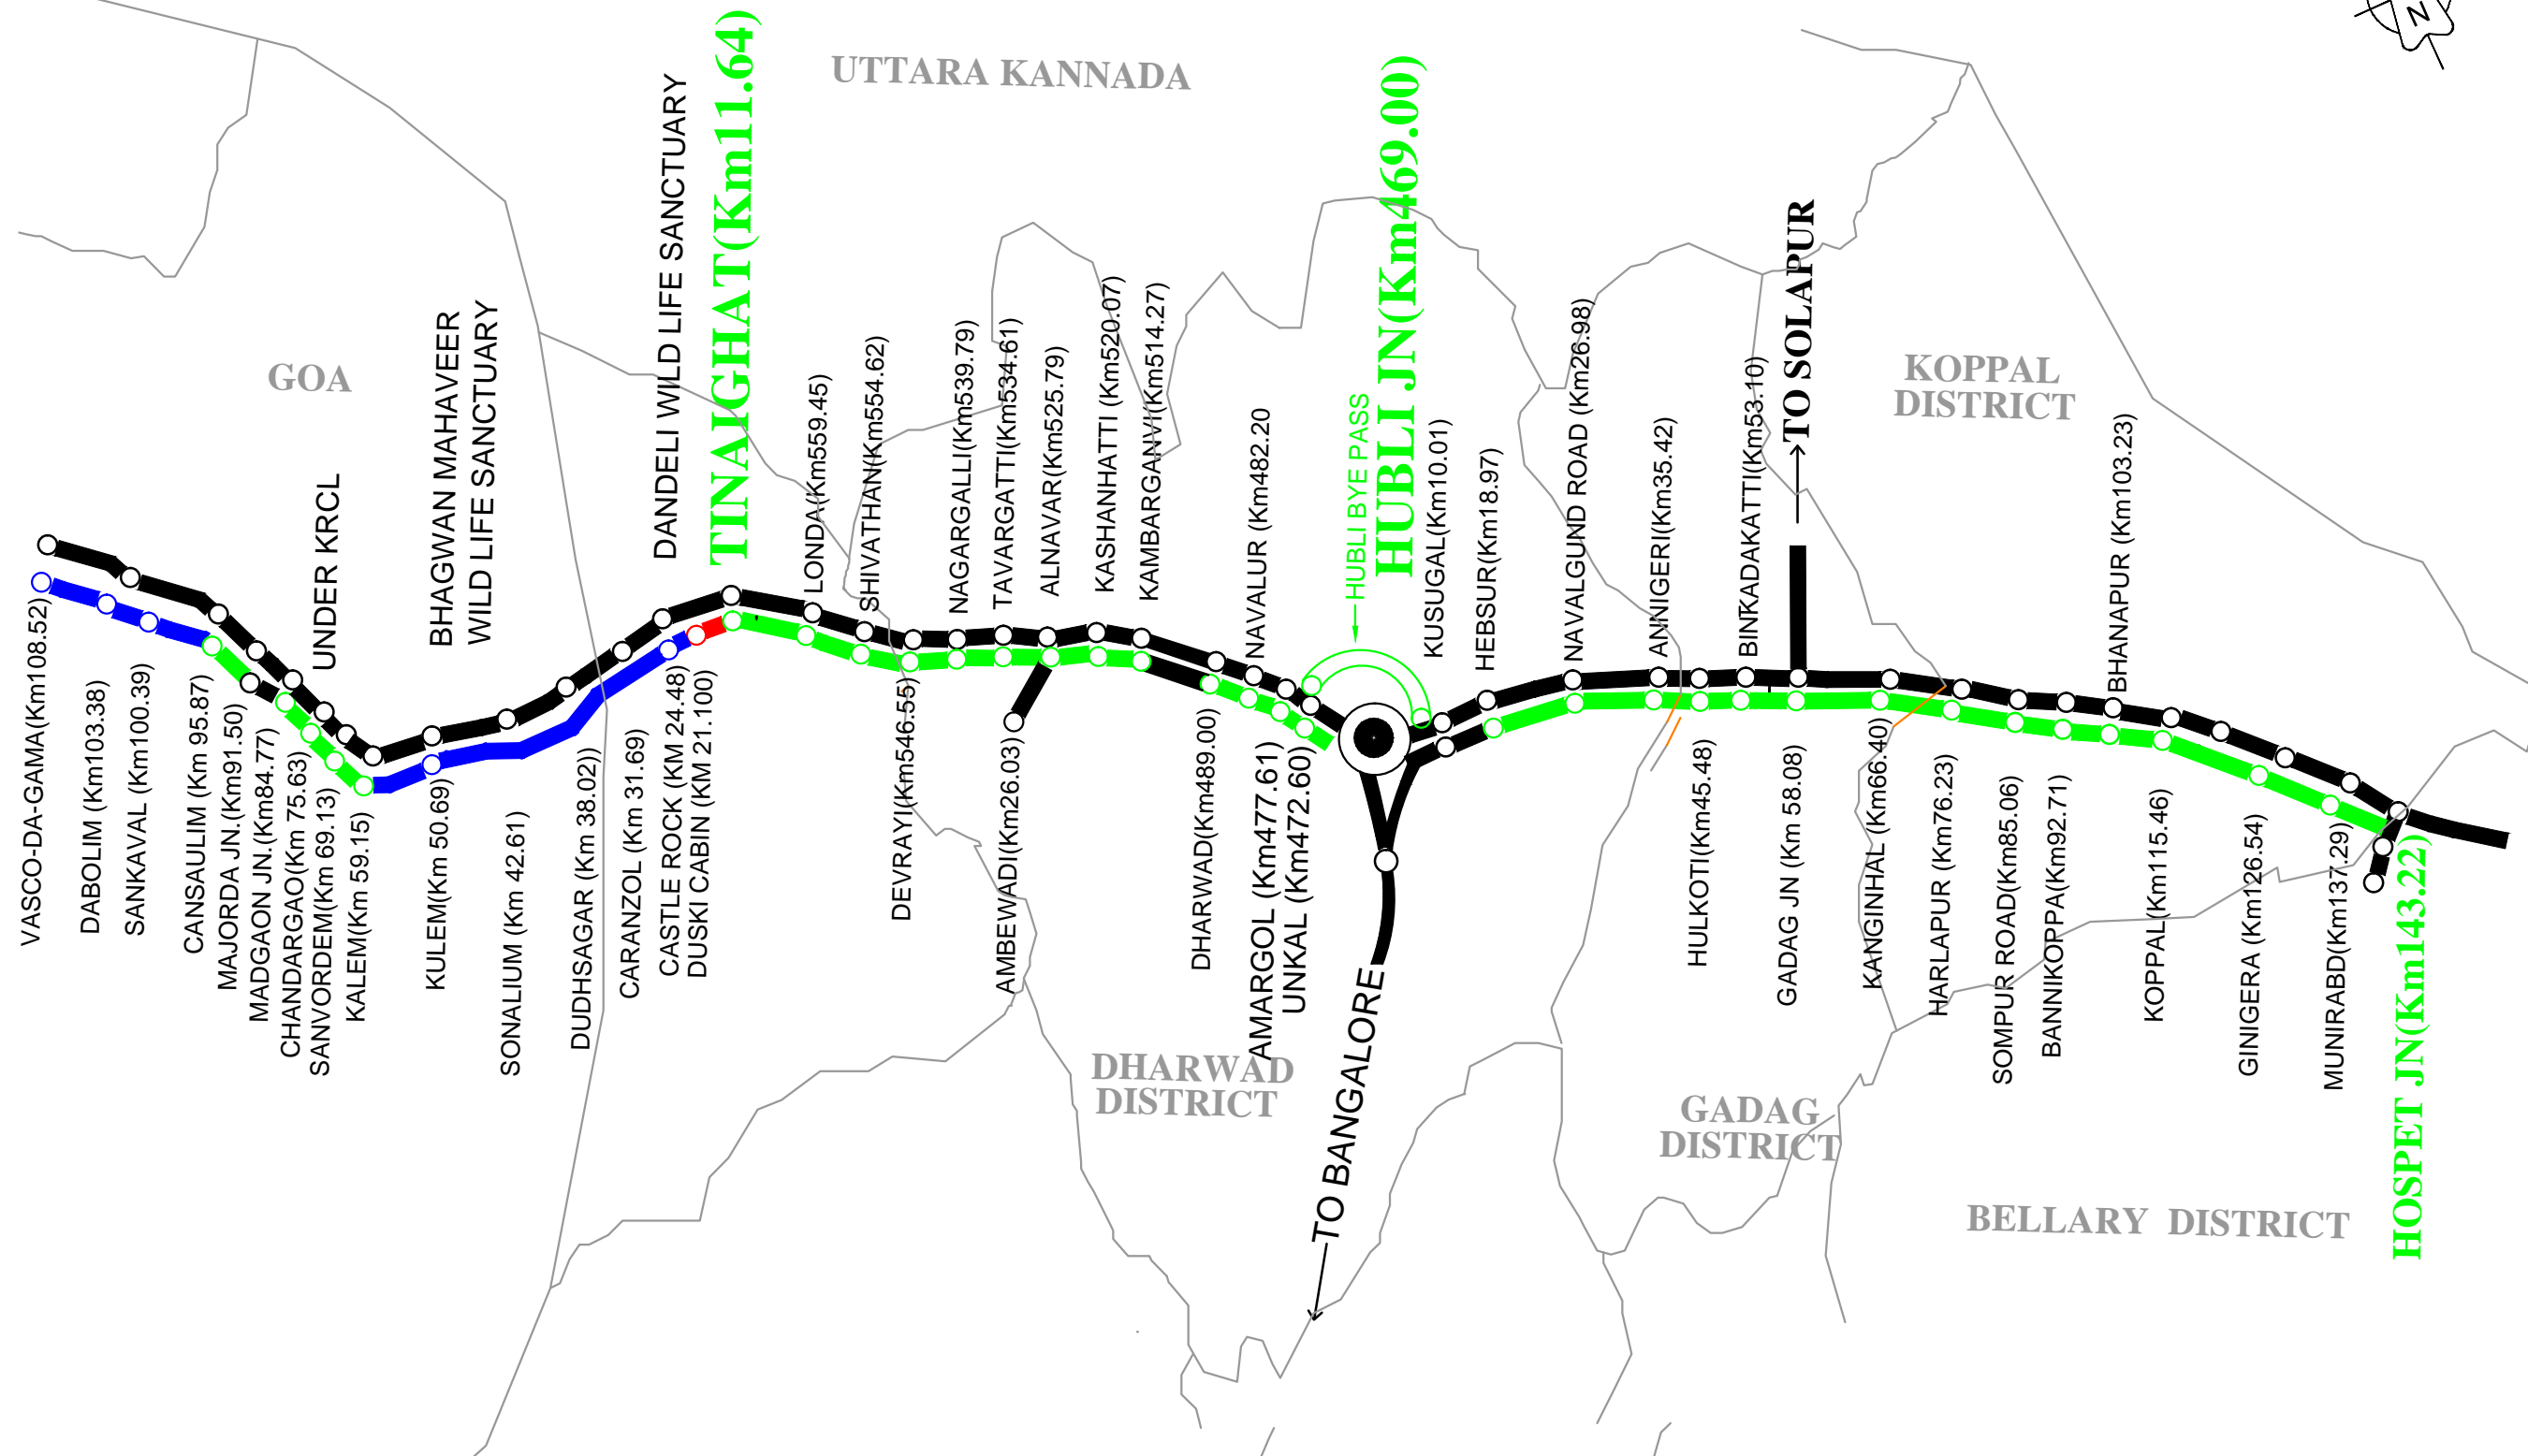 N
UTTARA KANNADA
GOA
KOPPAL
DISTRICT
DHARWAD
DISTRICT
GADAG
DISTRICT
BELLARY DISTRICT
UNDER KRCL
BHAGWAN MAHAVEER
WILD LIFE SANCTUARY
DANDELI WILD LIFE SANCTUARY
TINAIGHAT(Km11.64)
LONDA(Km559.45)
SHIVATHAN(Km554.62)
NAGARGALLI(Km539.79)
TAVARGATTI(Km534.61)
ALNAVAR(Km525.79)
KASHANHATTI (Km520.07)
KAMBARGANVI(Km514.27)
NAVALUR (Km482.20
HUBLI BYE PASS
HUBLI JN(Km469.00)
KUSUGAL(Km10.01)
HEBSUR(Km18.97)
NAVALGUND ROAD (Km26.98)
ANNIGERI(Km35.42)
BINKADAKATTI(Km53.10)
TO SOLAPUR
BHANAPUR (Km103.23)
VASCO-DA-GAMA(Km108.52)
DABOLIM (Km103.38)
SANKAVAL (Km100.39)
CANSAULIM (Km 95.87)
MAJORDA JN.(Km91.50)
MADGAON JN.(Km84.77)
CHANDARGAO(Km 75.63)
SANVORDEM(Km 69.13)
KALEM(Km 59.15)
KULEM(Km 50.69)
SONALIUM (Km 42.61)
DUDHSAGAR (Km 38.02))
CARANZOL (Km 31.69)
CASTLE ROCK (KM 24.48)
DUSKI CABIN (KM 21.100)
DEVRAYI(Km546.55)
AMBEWADI(Km26.03)
DHARWAD(Km489.00)
AMARGOL (Km477.61)
UNKAL (Km472.60)
TO BANGALORE
HULKOTI(Km45.48)
GADAG JN (Km 58.08)
KANGINHAL (Km66.40)
HARLAPUR (Km76.23)
SOMPUR ROAD(Km85.06)
BANNIKOPPA(Km92.71)
KOPPAL(Km115.46)
GINIGERA (Km126.54)
MUNIRABD(Km137.29)
HOSPET JN(Km143.22)